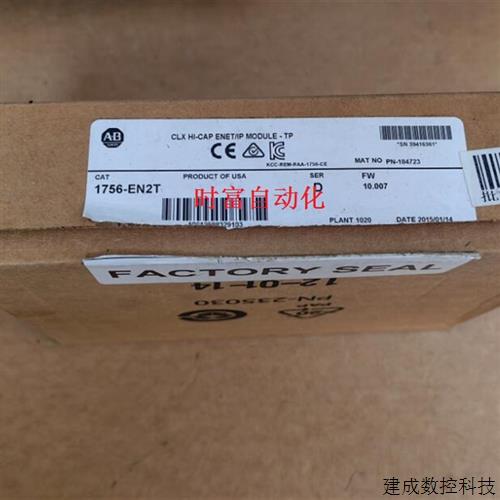 AB
CLX HI-CAP ENET/IP MODULE - TP
KCC-REM-RAA-1756-CE
*SN 59416361*
MAT NO PN-184723
CAT
1756-EN2T
PRODUCT OF USA
SER
D
FW
10.007
时富自动化
PLANT 1020
DATE 2015/01/14
FACTORY SEAL
12-01-14
PN-235030
PAP
建成数控科技